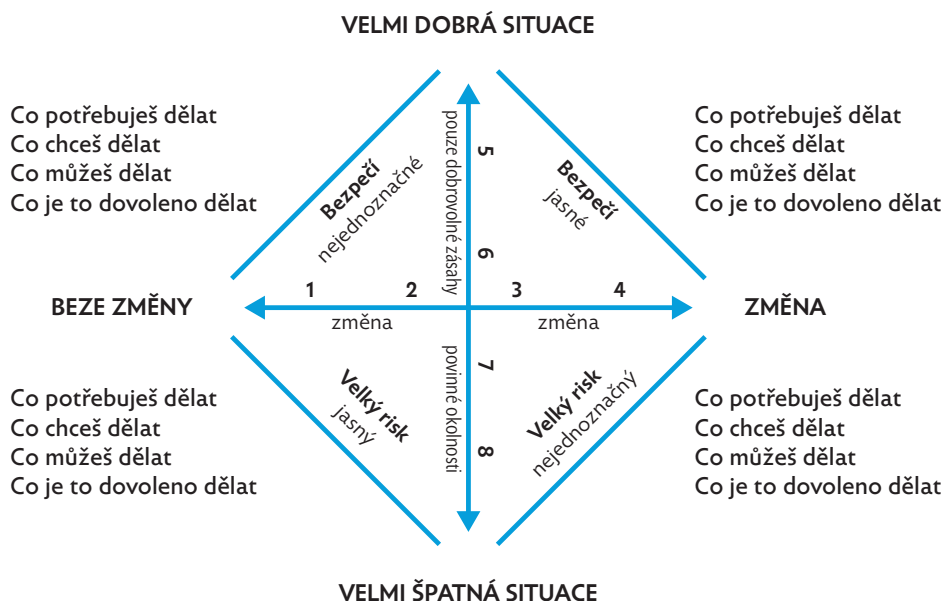 VELMI DOBRÁ SITUACE
Co potřebuješ dělat
Co chceš dělat
Co můžeš dělat
Co je to dovoleno dělat
Bezpečí
nejednoznačné
pouze dobrovolné zásahy
5
6
Bezpečí
jasné
Co potřebuješ dělat
Co chceš dělat
Co můžeš dělat
Co je to dovoleno dělat
BEZE ZMĚNY
1 2 3 4
změna změna
ZMĚNA
Co potřebuješ dělat
Co chceš dělat
Co můžeš dělat
Co je to dovoleno dělat
Velký risk
jasný
povinné okolnosti
7
8
Velký risk
nejednoznačný
Co potřebuješ dělat
Co chceš dělat
Co můžeš dělat
Co je to dovoleno dělat
VELMI ŠPATNÁ SITUACE